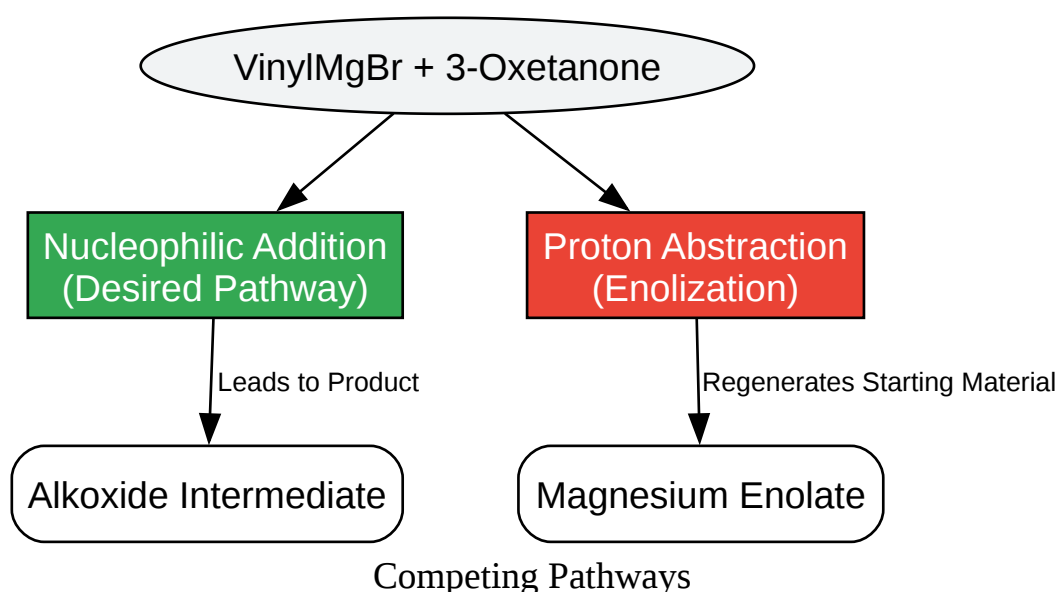 VinylMgBr + 3-Oxetanone
Nucleophilic Addition
(Desired Pathway)
Proton Abstraction
(Enolization)
Leads to Product
Regenerates Starting Material
Alkoxide Intermediate
Magnesium Enolate
Competing Pathways